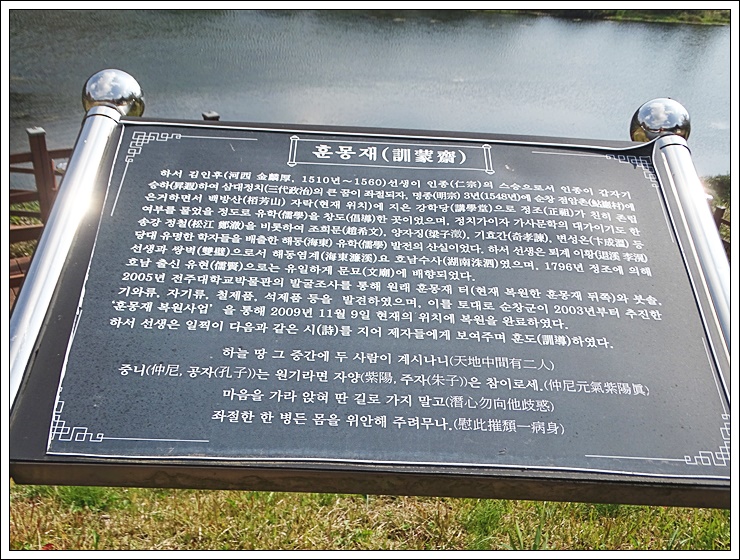 훈몽재(訓蒙齋)
하서 김인후(河西 金麟厚, 1510년~1560)선생이 인종(仁宗)의 스승으로서 인종이 갑자기
승하(昇遐)하여 삼대정치(三代政治)의 큰 꿈이 좌절되자, 명종(明宗) 3년(1548년)에 순창 점암촌(鮎巖村)에
은거하면서 백방산(栢芳山) 자락(현재 위치)에 지은 강학당(講學堂)으로 정조(正祖)가 친히 존립
여부를 물었을 정도로 유학(儒學)을 창도(倡導)한 곳이었으며, 정치가이자 가사문학의 대가이기도 한
송강 정철(松江 鄭澈)을 비롯하여 조희문(趙希文), 양자징(梁子澂), 기효간(奇孝諫), 변성온(卞成溫) 등
당대 유명한 학자들을 배출한 해동(海東) 유학(儒學) 발전의 산실이었다. 하서 선생은 퇴계 이황(退溪 李滉)
선생과 쌍벽(雙璧)으로서 해동염계(海東濂溪)요 호남수사(湖南洙泗)였으며, 1796년 정조에 의해
호남 출신 유현(儒賢)으로는 유일하게 문묘(文廟)에 배향되었다.
2005년 전주대학교박물관의 발굴조사를 통해 원래 훈몽재 터(현재 복원한 훈몽재 뒤쪽)와 붓솔,
기와류, 자기류, 철제품, 석제품 등을 발견하였으며, 이를 토대로 순창군이 2003년부터 추진한
'훈몽재 복원사업' 을 통해 2009년 11월 9일 현재의 위치에 복원을 완료하였다.
하서 선생은 일찍이 다음과 같은 시(詩)를 지어 제자들에게 보여주며 훈도(訓導)하였다.
하늘 땅 그 중간에 두 사람이 계시나니(天地中間有二人)
중니(仲尼, 공자(孔子))는 원기라면 자양(紫陽, 주자(朱子))은 참이로세.(仲尼元氣紫陽眞)
마음을 가라 앉혀 딴 길로 가지 말고(潛心勿向他歧惑)
좌절한 한 병든 몸을 위안해 주려무나.(慰此摧頹一病身)